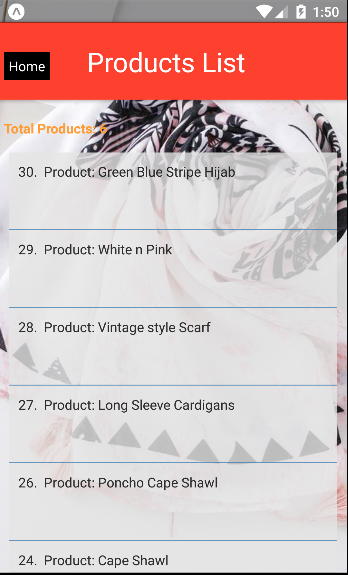 1:50
Home
Products List
Total Products: 6
30. Product: Green Blue Stripe Hijab
29. Product: White n Pink
28. Product: Vintage style Scarf
27. Product: Long Sleeve Cardigans
26. Product: Poncho Cape Shawl
24. Product: Cape Shawl